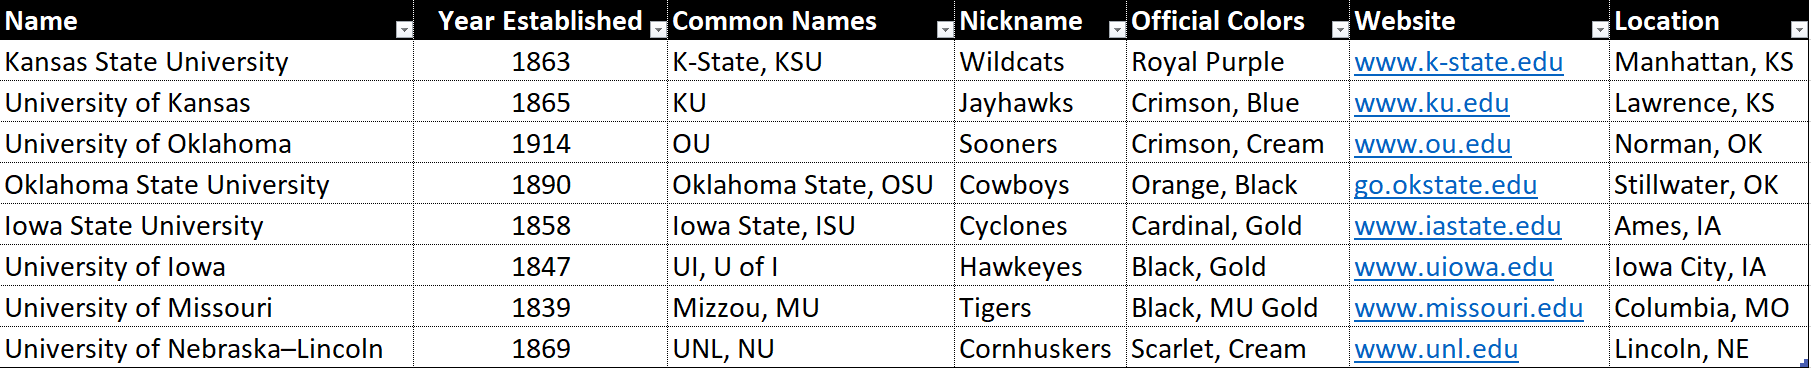 Name Year Established Common Names Nickname Official Colors Website Location
Kansas State University 1863 K-State, KSU Wildcats Royal Purple www.k-state.edu Manhattan, KS
University of Kansas 1865 KU Jayhawks Crimson, Blue www.ku.edu Lawrence, KS
University of Oklahoma 1914 OU Sooners Crimson, Cream www.ou.edu Norman, OK
Oklahoma State University 1890 Oklahoma State, OSU Cowboys Orange, Black go.okstate.edu Stillwater, OK
Iowa State University 1858 Iowa State, ISU Cyclones Cardinal, Gold www.iastate.edu Ames, IA
University of Iowa 1847 UI, U of I Hawkeyes Black, Gold www.uiowa.edu Iowa City, IA
University of Missouri 1839 Mizzou, MU Tigers Black, MU Gold www.missouri.edu Columbia, MO
University of Nebraska–Lincoln 1869 UNL, NU Cornhuskers Scarlet, Cream www.unl.edu Lincoln, NE